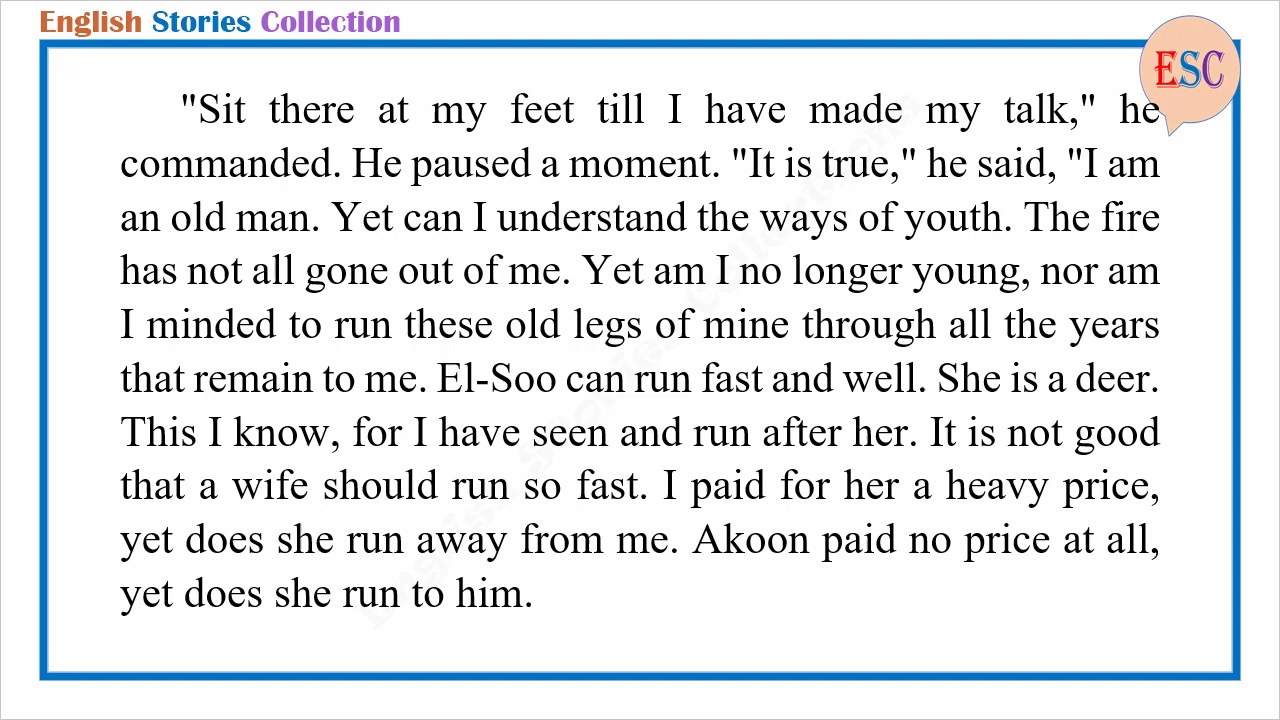 English Stories Collection
ESC
"Sit there at my feet till I have made my talk," he
commanded. He paused a moment. "It is true," he said, "I am
an old man. Yet can I understand the ways of youth. The fire
has not all gone out of me. Yet am I no longer young, nor am
I minded to run these old legs of mine through all the years
that remain to me. El-Soo can run fast and well. She is a deer.
This I know, for I have seen and run after her. It is not good
that a wife should run so fast. I paid for her a heavy price,
yet does she run away from me. Akoon paid no price at all,
yet does she run to him.
English Stories Collections